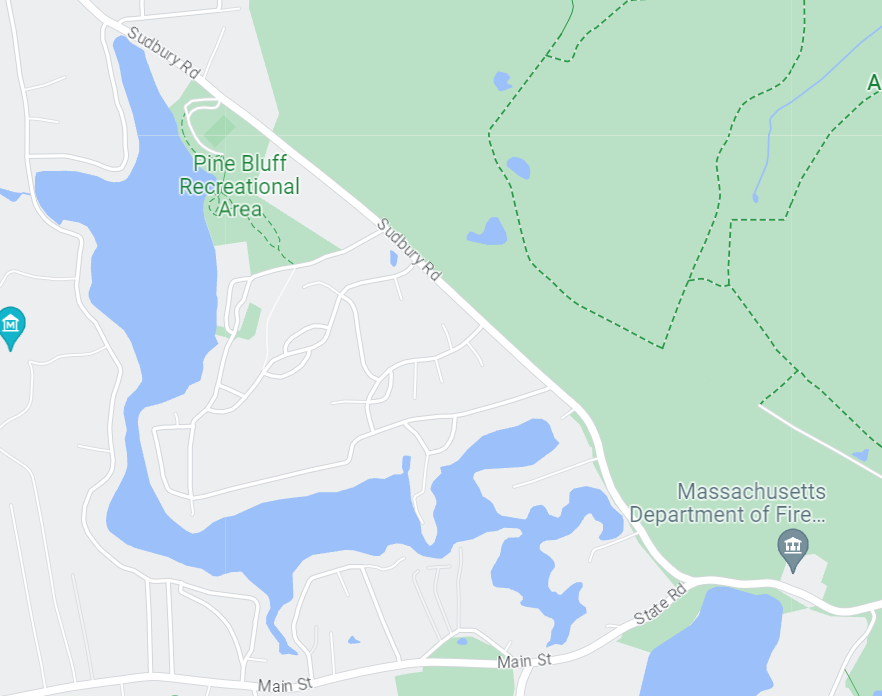 Sudbury Rd
A
Pine Bluff
Recreational
Area
Sudbury Rd
Massachusetts
Department of Fire...
State Rd
Main St
Main St
M